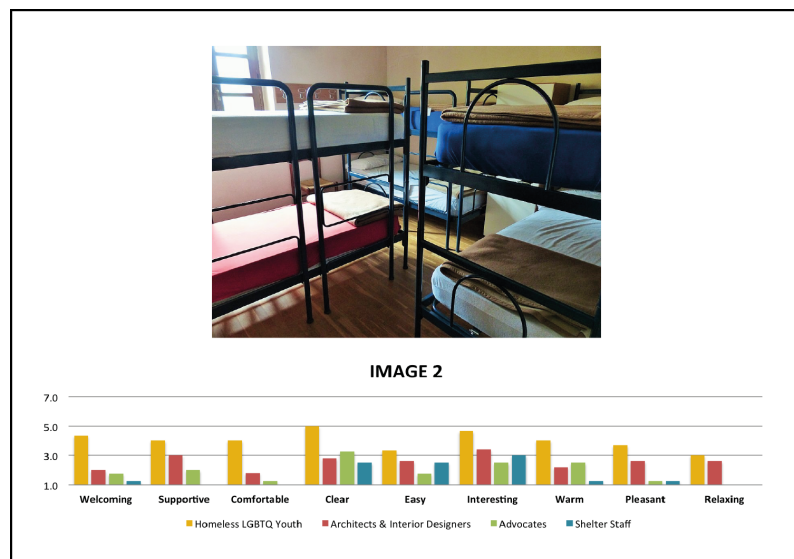 IMAGE 2
7.0
5.0
3.0
1.0
Welcoming Supportive Comfortable Clear Easy Interesting Warm Pleasant Relaxing
Homeless LGBTQ Youth Architects & Interior Designers Advocates Shelter Staff